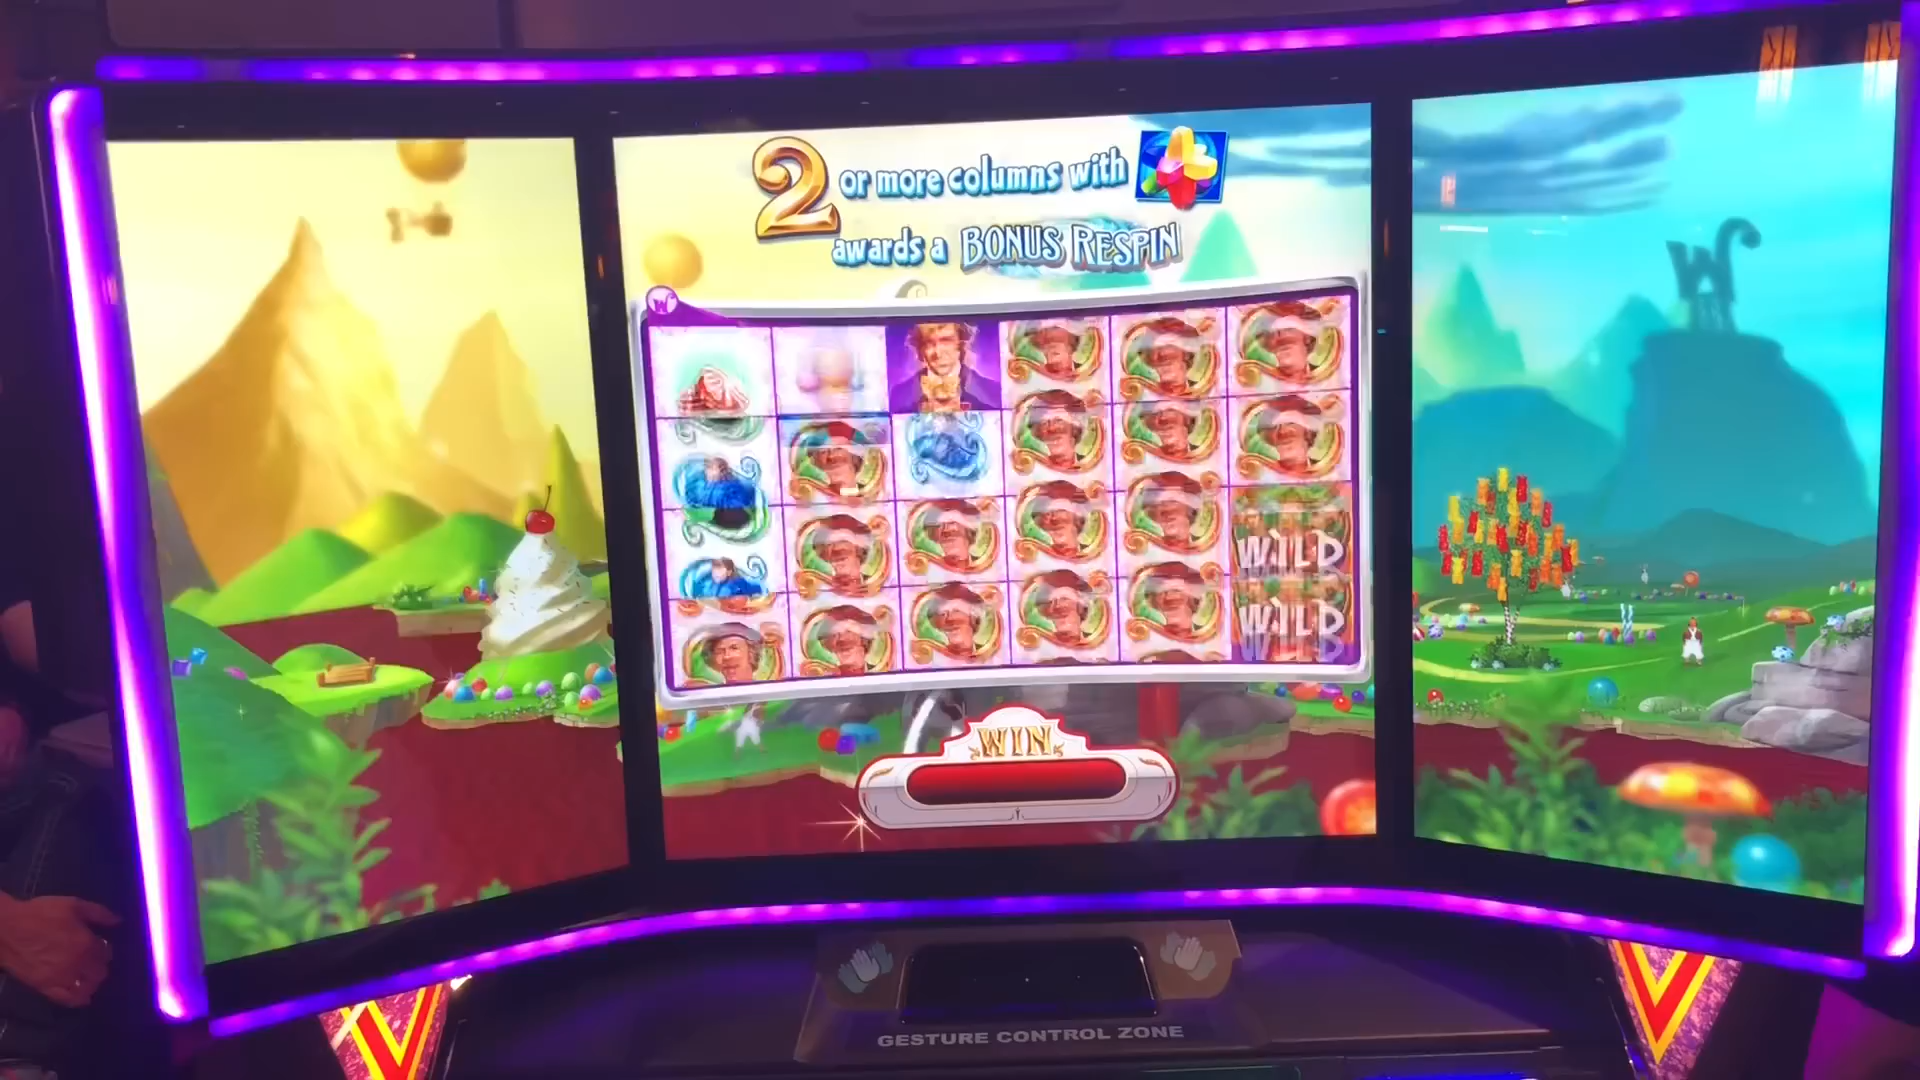 2 or more columns with
awards a BONUS RESPIN
W
W
WILD
WILD
WIN
GESTURE CONTROL ZONE